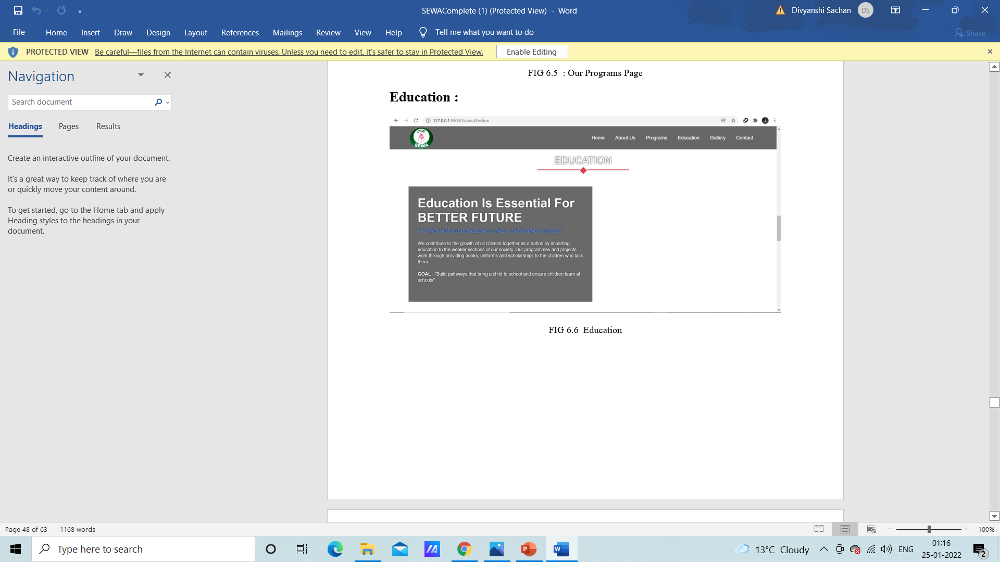 SEWAComplete (1) (Protected View) - Word
Divyanshi Sachan
DS
File Home Insert Draw Design Layout References Mailings Review View Help Tell me what you want to do
Share
PROTECTED VIEW Be careful—files from the Internet can contain viruses. Unless you need to edit, it's safer to stay in Protected View. Enable Editing
Navigation
Search document
Headings Pages Results
Create an interactive outline of your document.
It's a great way to keep track of where you are
or quickly move your content around.
To get started, go to the Home tab and apply
Heading styles to the headings in your
document.
FIG 6.5 : Our Programs Page
Education :
127.0.0.1:5500/#aboutSection
সেবা
SEWA
Home About Us Programs Education Gallery Contact
EDUCATION
Education Is Essential For
BETTER FUTURE
"A child without education is like a bird without wings"
We contribute to the growth of all citizens together as a nation by imparting
education to the weaker sections of our society. Our programmes and projects
work through providing books, uniforms and scholarships to the children who lack
them.
GOAL : "Build pathways that bring a child to school and ensure children learn at
schools".
FIG 6.6 Education
Page 48 of 63 1168 words
100%
Type here to search
13°C Cloudy
ENG
01:16
25-01-2022
2